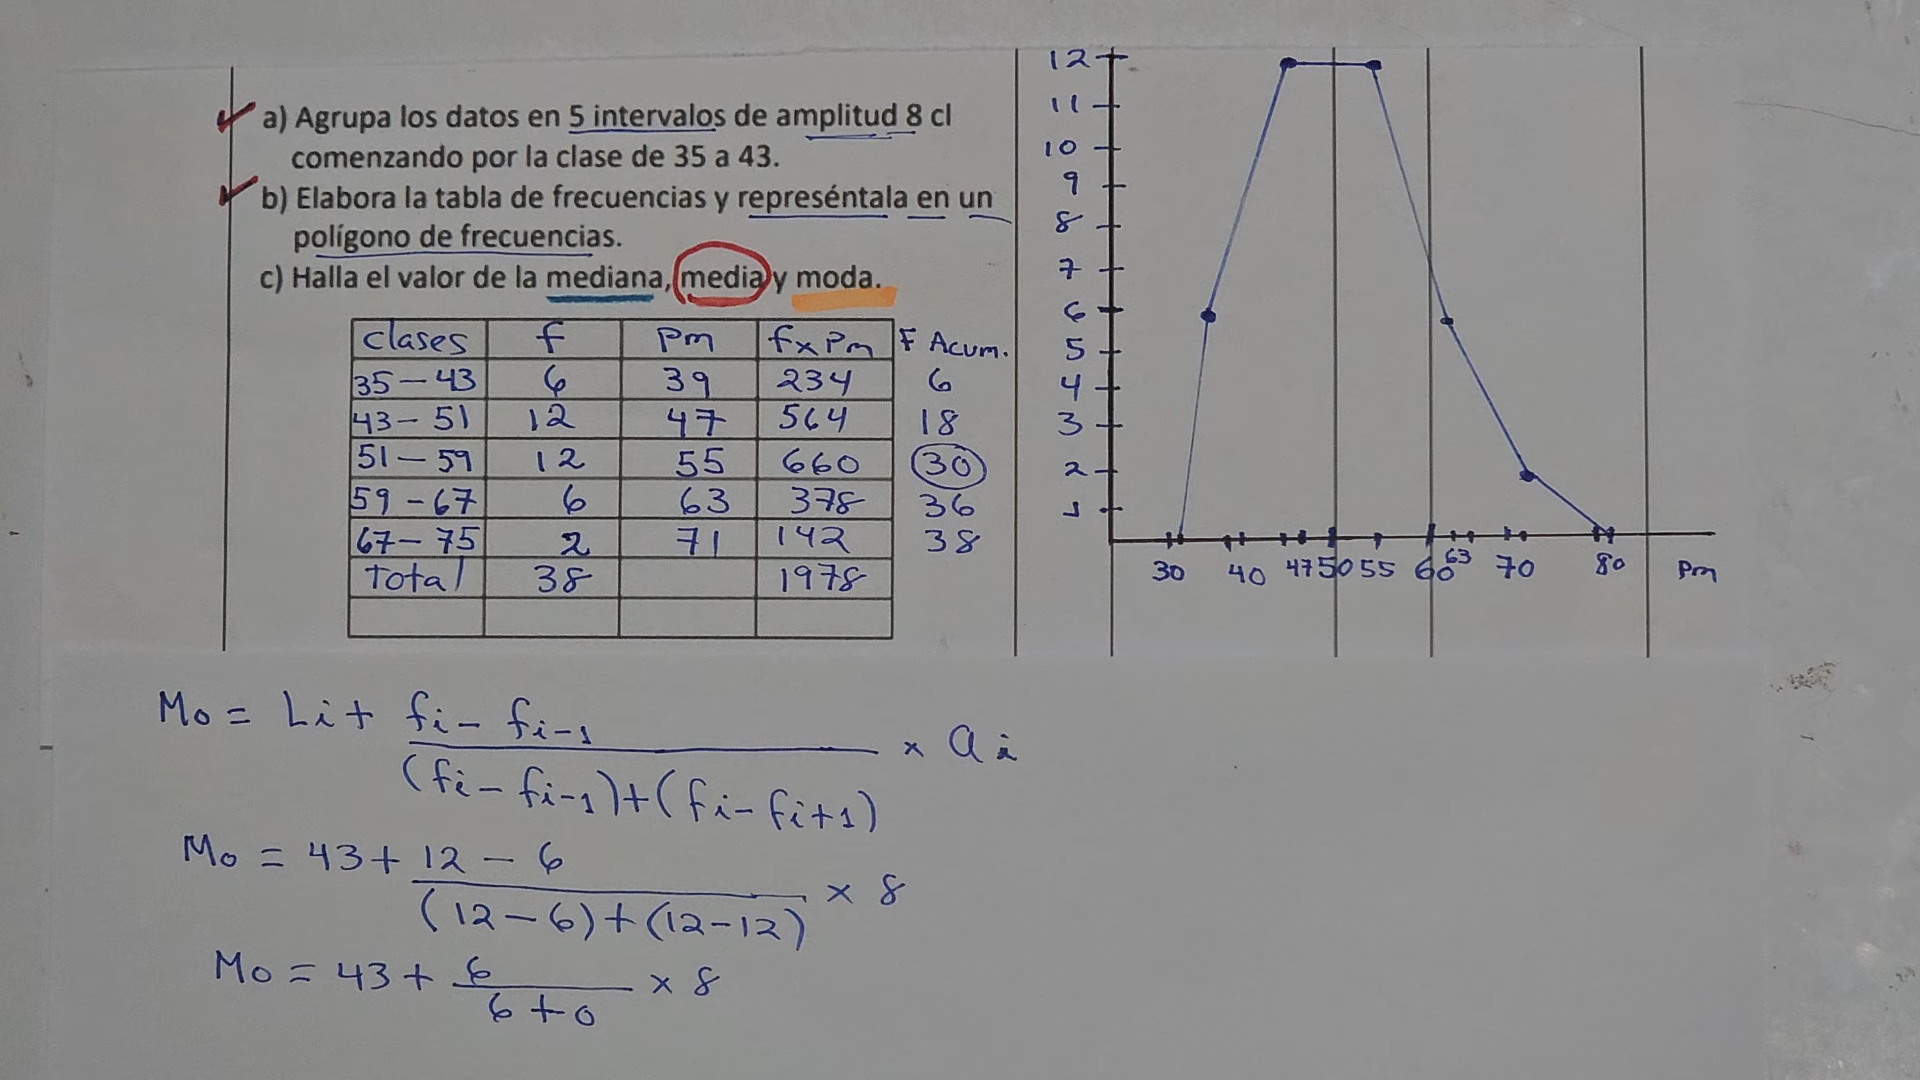 a) Agrupa los datos en 5 intervalos de amplitud 8 cl
comenzando por la clase de 35 a 43.
b) Elabora la tabla de frecuencias y represéntala en un
polígono de frecuencias.
c) Halla el valor de la mediana, media y moda.
clases f Pm fxPm F Acum.
35-43 6 39 234 6
43-51 12 47 564 18
51-59 12 55 660 30
59-67 6 63 378 36
67-75 2 71 142 38
Total 38 1978
12
11
10
9
8
7
6
5
4
3
2
1
30 40 47 50 55 60 63 70 80 Pm
Mo = Li + fi - fi-1
(fi - fi-1) + (fi - fi+1) × ai
Mo = 43 + 12 - 6
(12-6)+(12-12) × 8
Mo = 43 + 6 × 8
6+0